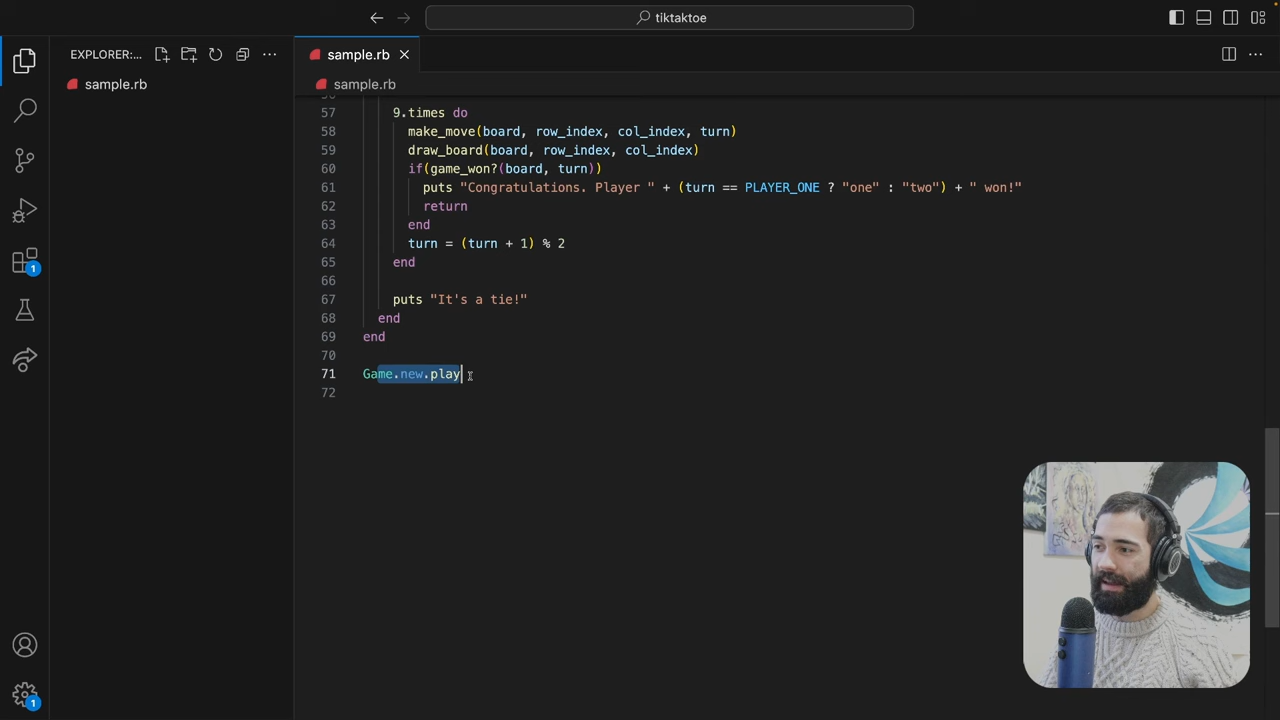 tiktaktoe
EXPLORER:...
sample.rb
sample.rb
sample.rb
57 9.times do
58 make_move(board, row_index, col_index, turn)
59 draw_board(board, row_index, col_index)
60 if(game_won?(board, turn))
61 puts "Congratulations. Player " + (turn == PLAYER_ONE ? "one" : "two") + " won!"
62 return
63 end
64 turn = (turn + 1) % 2
65 end
66
67 puts "It's a tie!"
68 end
69 end
70
71 Game.new.play
72
1
1